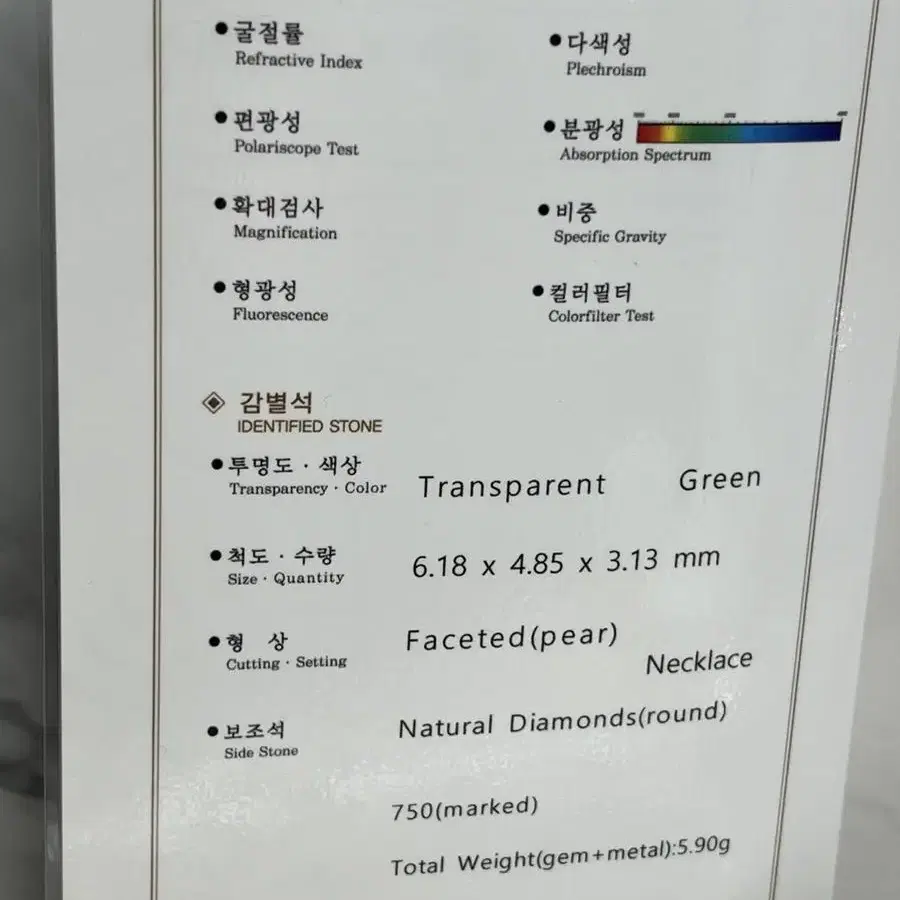 굴절률
Refractive Index
다색성
Plechroism
편광성
Polariscope Test
분광성
Absorption Spectrum
확대검사
Magnification
비중
Specific Gravity
형광성
Fluorescence
컬러필터
Colorfilter Test
감별석
IDENTIFIED STONE
투명도 · 색상
Transparency · Color
Transparent Green
척도 · 수량
Size · Quantity
6.18 x 4.85 x 3.13 mm
형 상
Cutting · Setting
Faceted(pear)
Necklace
보조석
Side Stone
Natural Diamonds(round)
750(marked)
Total Weight(gem+metal):5.90g